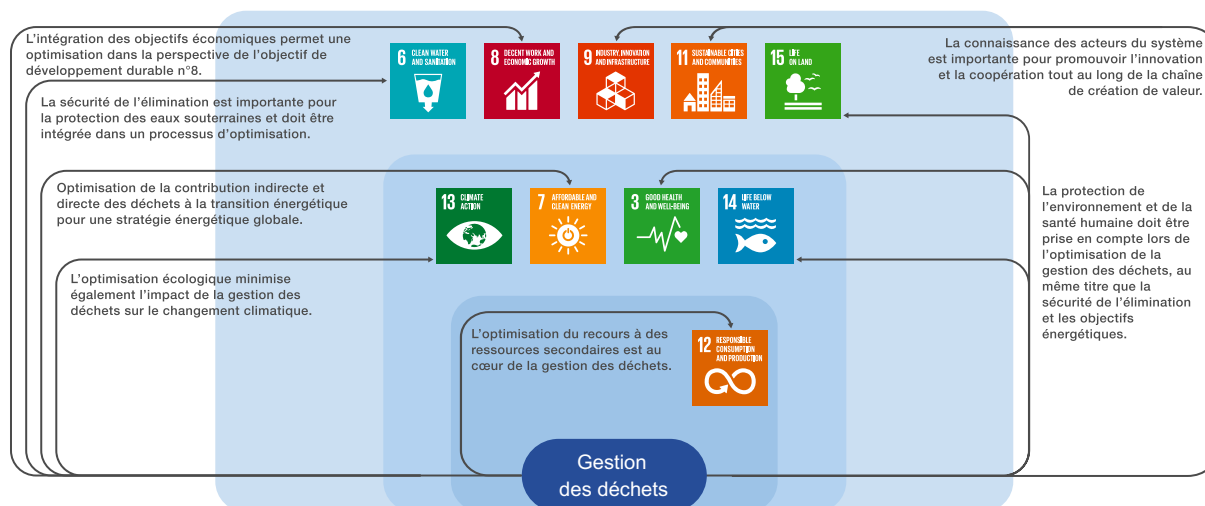 L'intégration des objectifs économiques permet une
optimisation dans la perspective de l'objectif de
développement durable n°8.
La sécurité de l'élimination est importante pour
la protection des eaux souterraines et doit être
intégrée dans un processus d'optimisation.
6 CLEAN WATER
AND SANITATION
8 DECENT WORK AND
ECONOMIC GROWTH
9 INDUSTRY, INNOVATION
AND INFRASTRUCTURE
11 SUSTAINABLE CITIES
AND COMMUNITIES
15 LIFE
ON LAND
La connaissance des acteurs du système
est importante pour promouvoir l'innovation
et la coopération tout au long de la chaîne
de création de valeur.
Optimisation de la contribution indirecte et
directe des déchets à la transition énergétique
pour une stratégie énergétique globale.
13 CLIMATE
ACTION
7 AFFORDABLE AND
CLEAN ENERGY
3 GOOD HEALTH
AND WELL-BEING
14 LIFE BELOW
WATER
La protection de
l'environnement et de la
santé humaine doit être
prise en compte lors de
l'optimisation de la
gestion des déchets, au
même titre que la
sécurité de l'élimination
et les objectifs
énergétiques.
L'optimisation écologique minimise
également l'impact de la gestion des
déchets sur le changement climatique.
L'optimisation du recours à des
ressources secondaires est au
cœur de la gestion des déchets.
12 RESPONSIBLE
CONSUMPTION
AND PRODUCTION
Gestion
des déchets